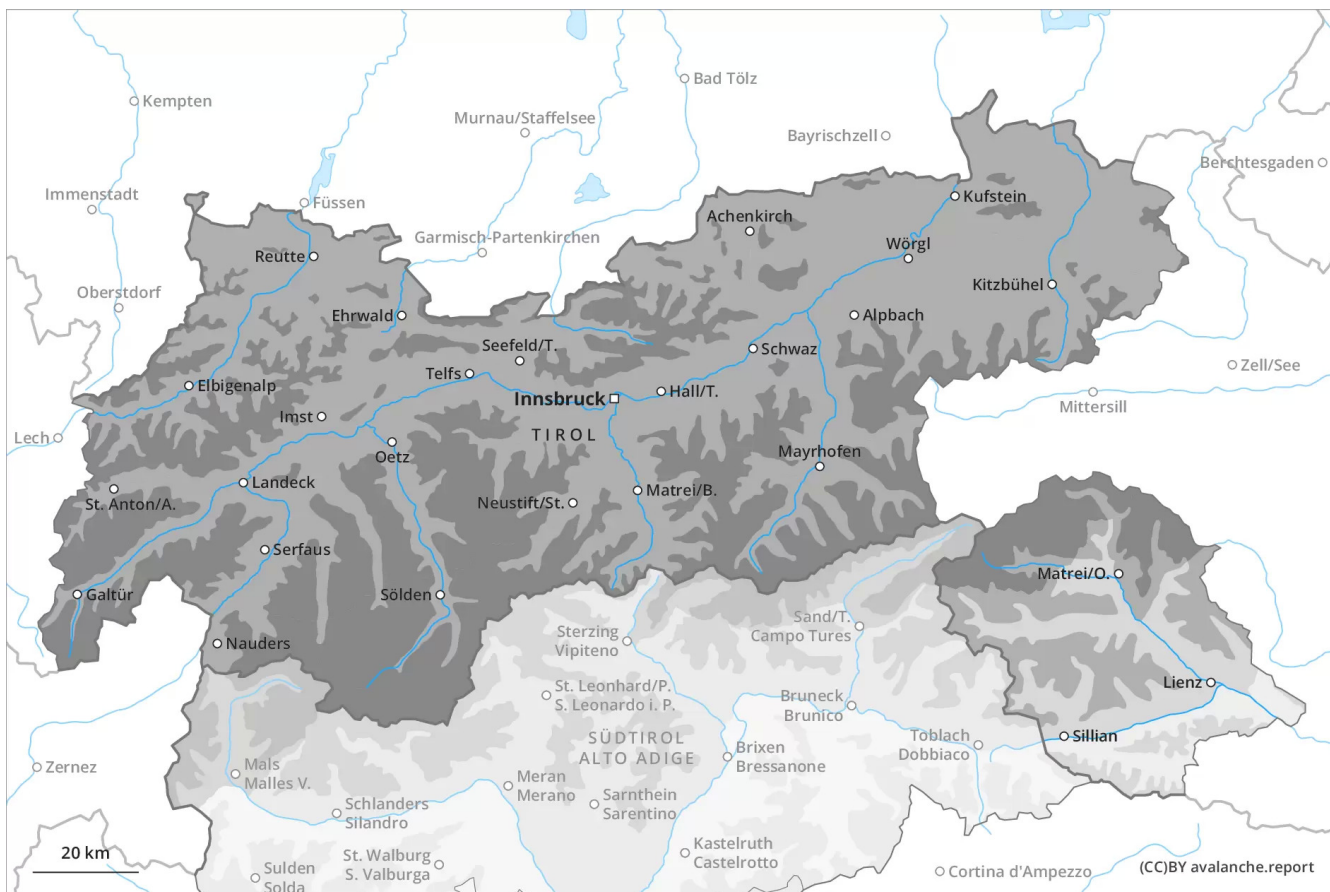 Kempten
Bad Tölz
Murnau/Staffelsee
Bayrischzell
Berchtesgaden
Immenstadt
Füssen
Kufstein
Achenkirch
Garmisch-Partenkirchen
Wörgl
Reutte
Kitzbühel
Oberstdorf
Ehrwald
Alpbach
Seefeld/T.
Schwaz
Zell/See
Telfs
Elbigenalp
Hall/T.
Innsbruck
Mittersill
Imst
TIROL
Lech
Oetz
Mayrhofen
Landeck
Matrei/B.
St. Anton/A.
Neustift/St.
Serfaus
Matrei/O.
Galtür
Sölden
Sand/T.
Campo Tures
Sterzing
Vipiteno
Nauders
Lienz
St. Leonhard/P.
S. Leonardo i. P.
Bruneck
Brunico
SÜDTIROL
ALTO ADIGE
Toblach
Dobbiaco
Sillian
Brixen
Bressanone
Zernez
Mals
Malles V.
Meran
Merano
Sarnthein
Sarentino
Schlanders
Silandro
Kastelruth
Castelrotto
St. Walburg
S. Valburga
20 km
Sulden
Solda
Cortina d'Ampezzo
(CC)BY avalanche.report